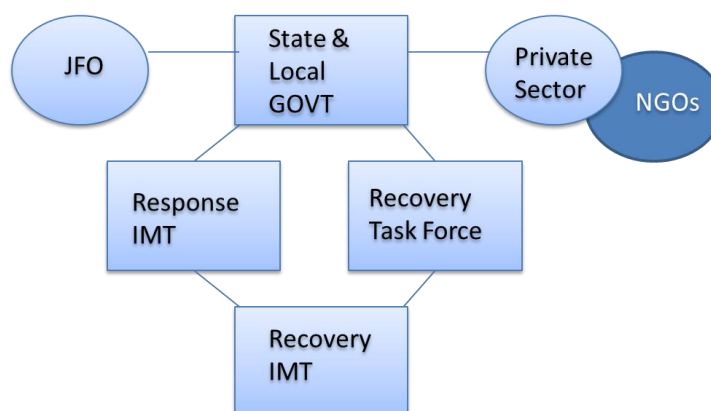 JFO
State &
Local
GOVT
Private
Sector
NGOs
Response
IMT
Recovery
Task Force
Recovery
IMT